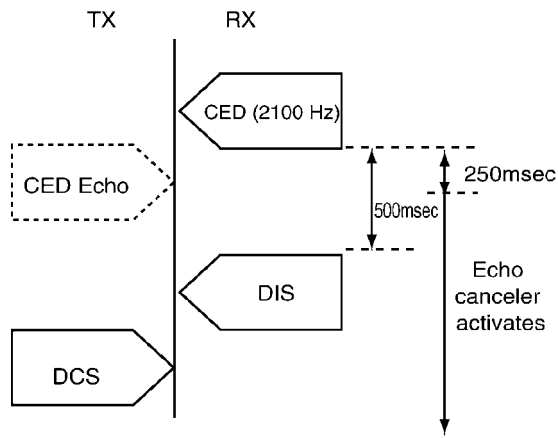 TX
RX
CED (2100 Hz)
CED Echo
250msec
500msec
DIS
Echo
canceler
activates
DCS